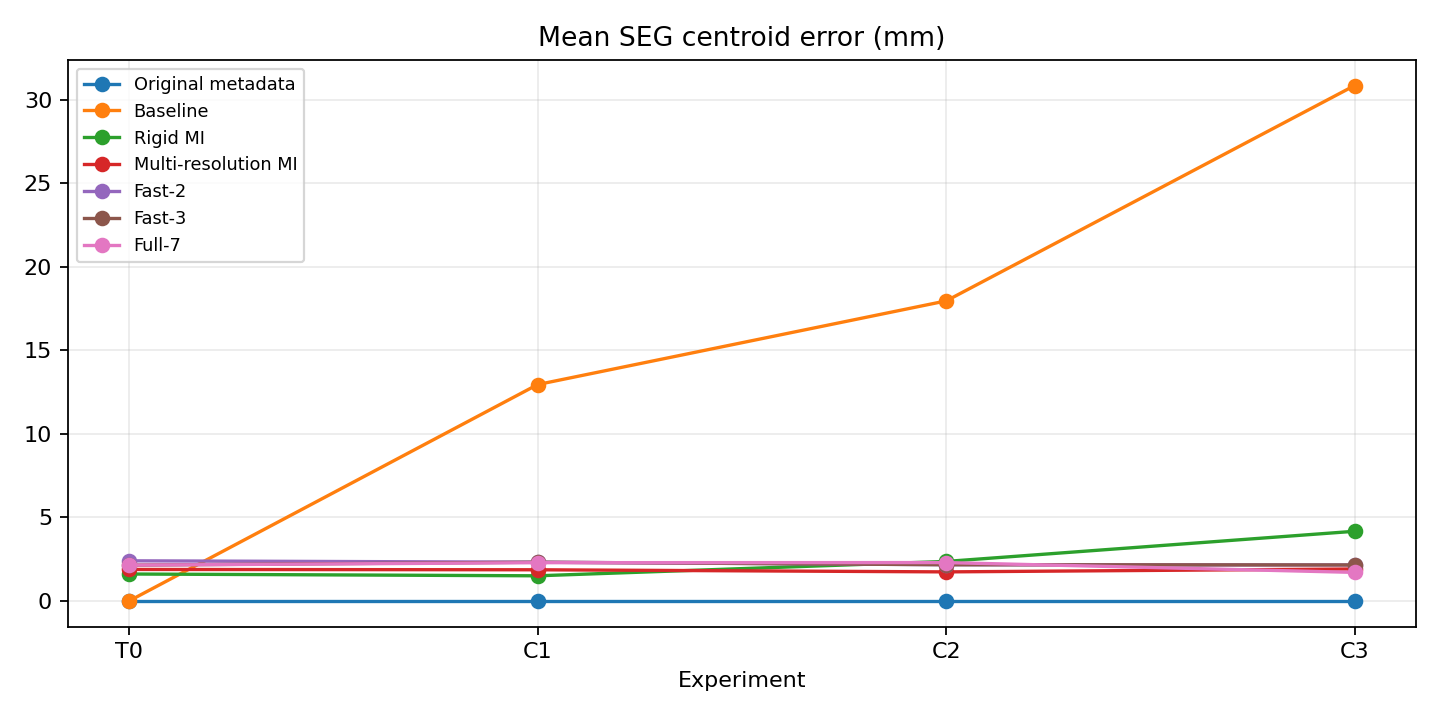 Mean SEG centroid error (mm)
Original metadata
Baseline
Rigid MI
Multi-resolution MI
Fast-2
Fast-3
Full-7
30
25
20
15
10
5
0
T0 C1 C2 C3
Experiment